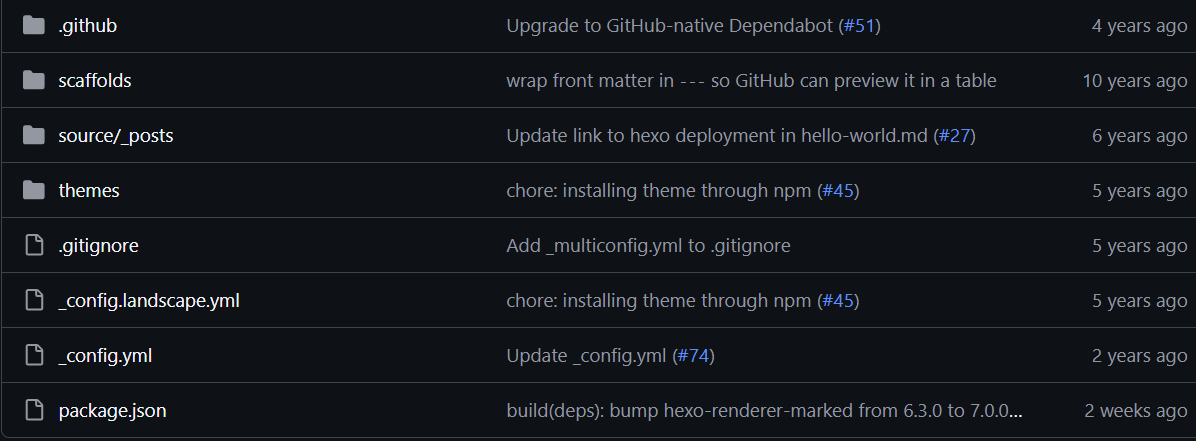 .github Upgrade to GitHub-native Dependabot (#51) 4 years ago
scaffolds wrap front matter in --- so GitHub can preview it in a table 10 years ago
source/_posts Update link to hexo deployment in hello-world.md (#27) 6 years ago
themes chore: installing theme through npm (#45) 5 years ago
.gitignore Add _multiconfig.yml to .gitignore 5 years ago
_config.landscape.yml chore: installing theme through npm (#45) 5 years ago
_config.yml Update _config.yml (#74) 2 years ago
package.json build(deps): bump hexo-renderer-marked from 6.3.0 to 7.0.0... 2 weeks ago